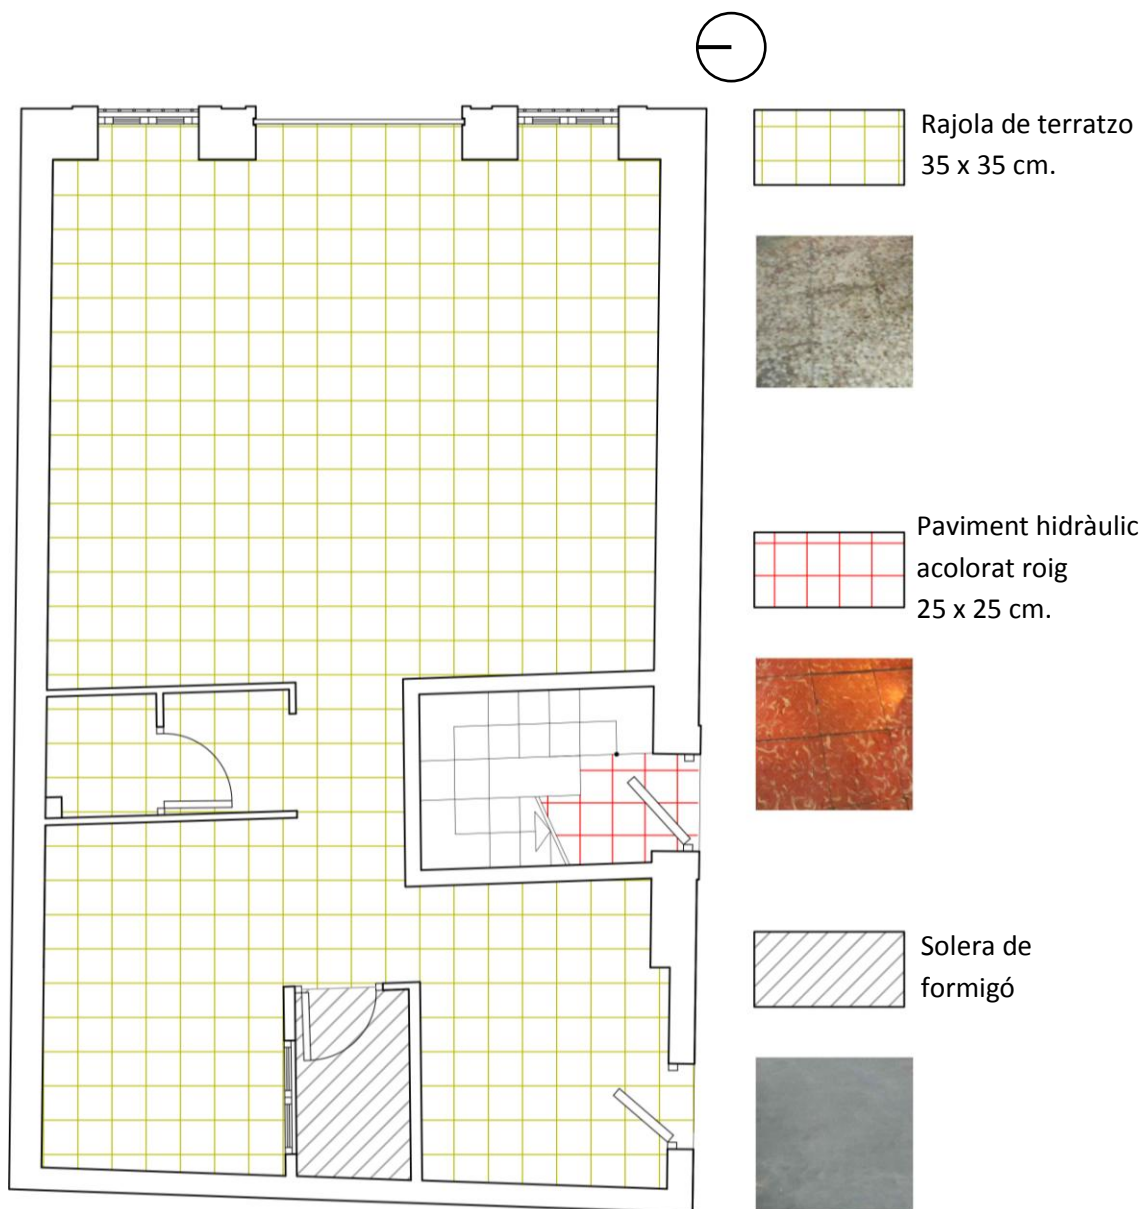 Rajola de terratzo
35 x 35 cm.
Paviment hidràulic
acolorat roig
25 x 25 cm.
Solera de
formigó